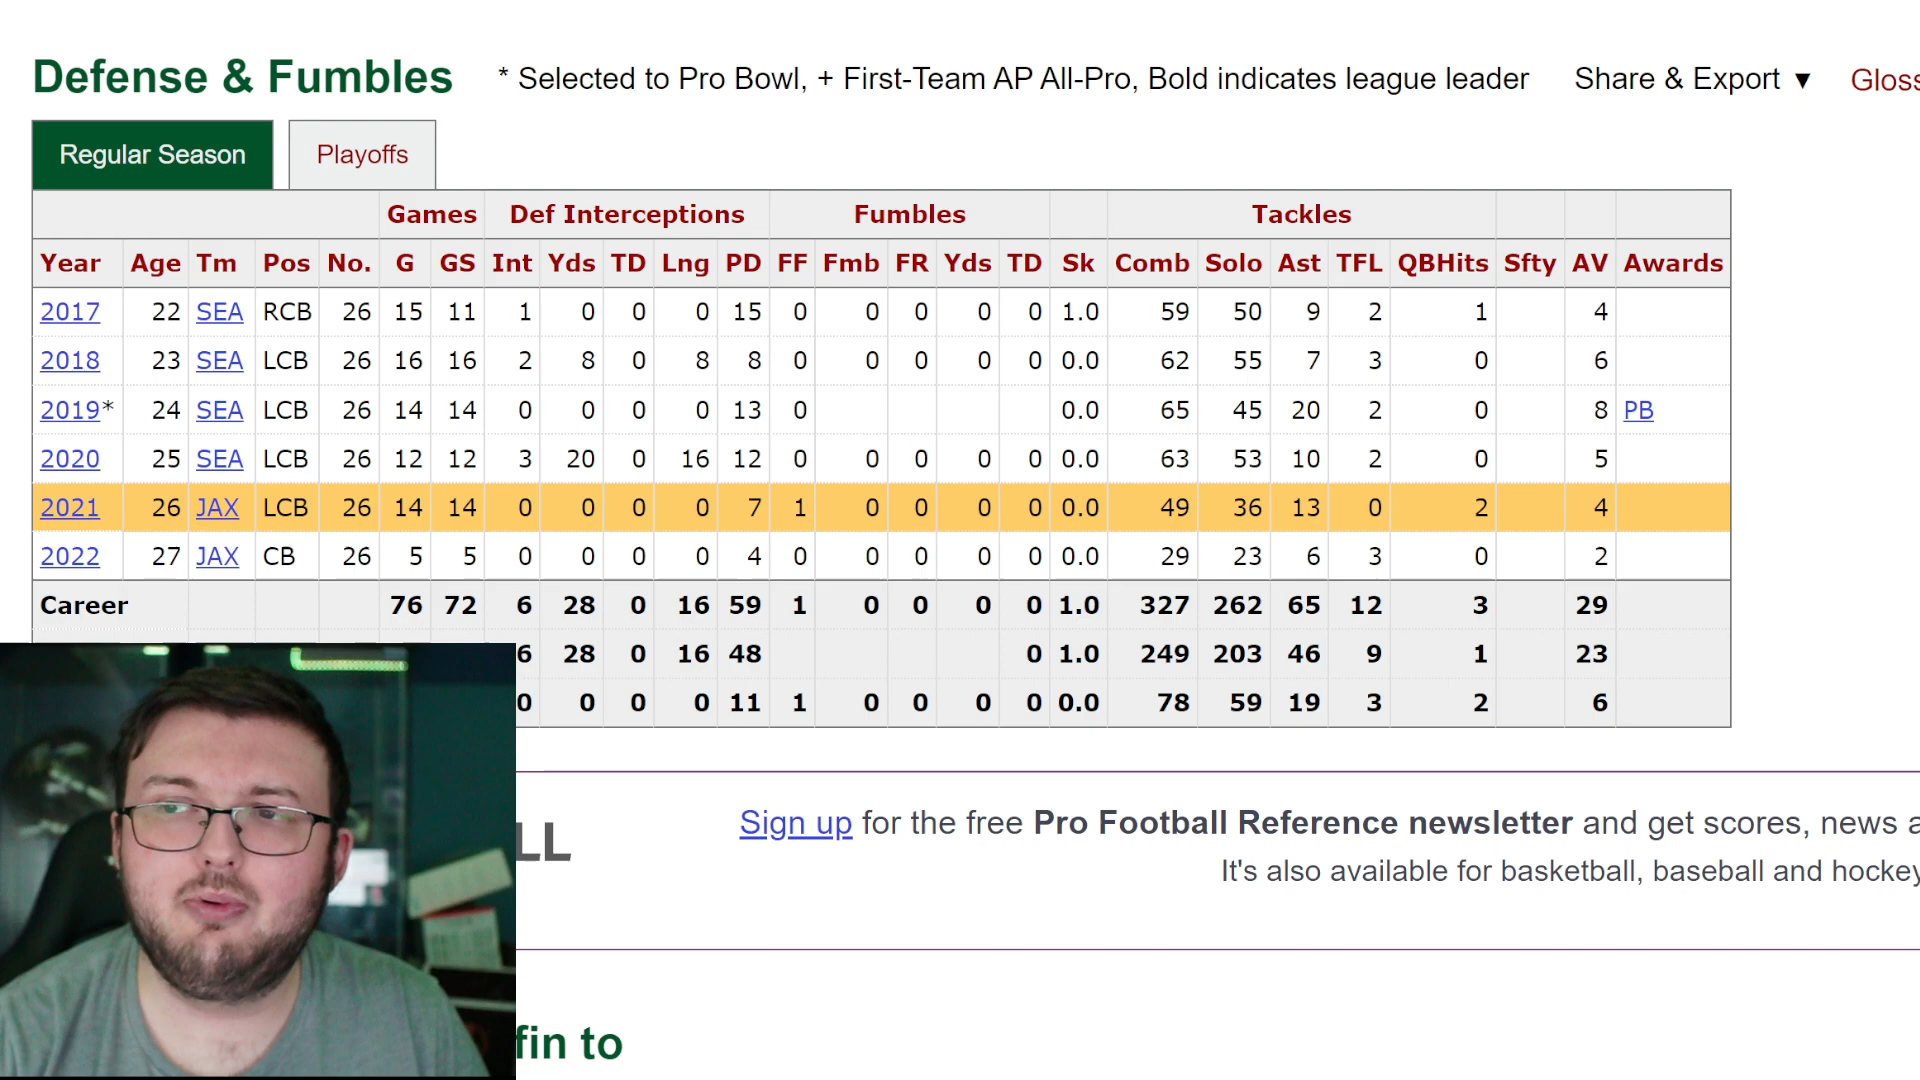 Defense & Fumbles * Selected to Pro Bowl, + First-Team AP All-Pro, Bold indicates league leader Share & Export ▼ Gloss
Regular Season Playoffs
Games Def Interceptions Fumbles Tackles
Year Age Tm Pos No. G GS Int Yds TD Lng PD FF Fmb FR Yds TD Sk Comb Solo Ast TFL QBHits Sfty AV Awards
2017 22 SEA RCB 26 15 11 1 0 0 0 15 0 0 0 0 0 1.0 59 50 9 2 1 4
2018 23 SEA LCB 26 16 16 2 8 0 8 8 0 0 0 0 0 0.0 62 55 7 3 0 6
2019* 24 SEA LCB 26 14 14 0 0 0 0 13 0 0.0 65 45 20 2 0 8 PB
2020 25 SEA LCB 26 12 12 3 20 0 16 12 0 0 0 0 0 0.0 63 53 10 2 0 5
2021 26 JAX LCB 26 14 14 0 0 0 0 7 1 0 0 0 0 0.0 49 36 13 0 2 4
2022 27 JAX CB 26 5 5 0 0 0 0 4 0 0 0 0 0 0.0 29 23 6 3 0 2
Career 76 72 6 28 0 16 59 1 0 0 0 0 1.0 327 262 65 12 3 29
6 28 0 16 48 0 1.0 249 203 46 9 1 23
0 0 0 0 11 1 0 0 0 0 0.0 78 59 19 3 2 6
LL
Sign up for the free Pro Football Reference newsletter and get scores, news a
It's also available for basketball, baseball and hockey
fin to